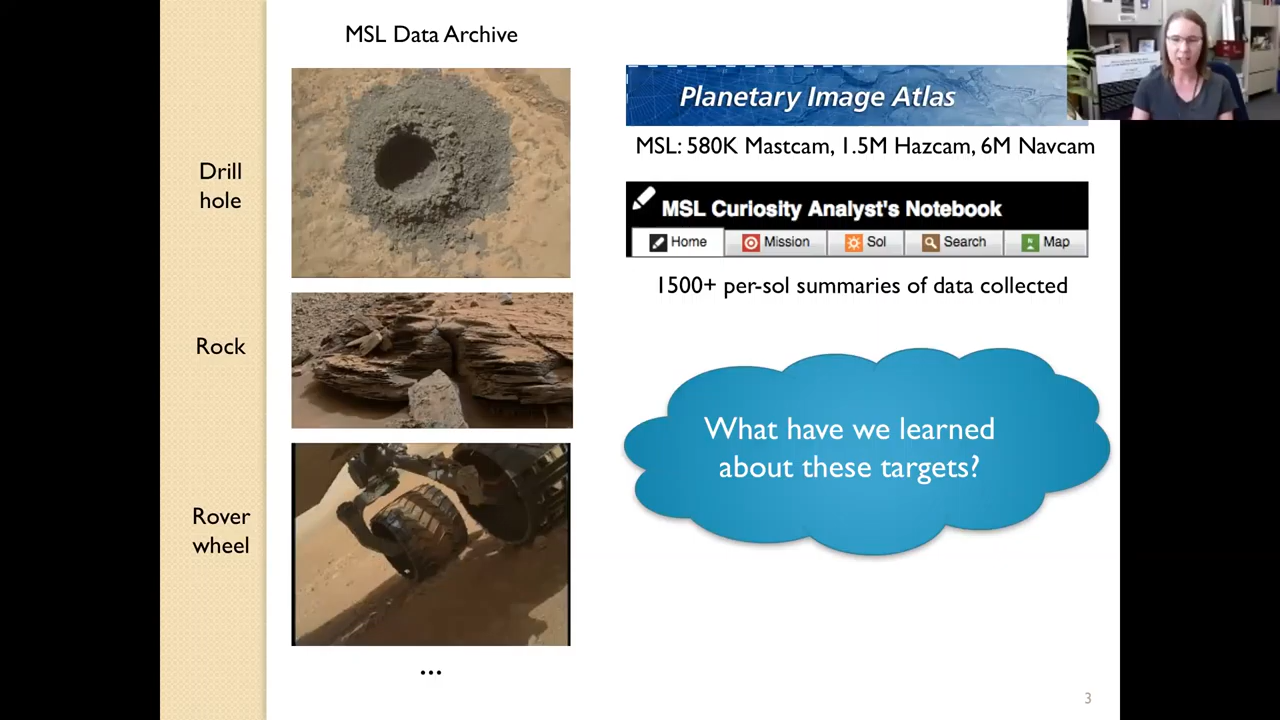 MSL Data Archive
Drill
hole
Rock
Rover
wheel
...
Planetary Image Atlas
MSL: 580K Mastcam, 1.5M Hazcam, 6M Navcam
MSL Curiosity Analyst's Notebook
Home Mission Sol Search Map
1500+ per-sol summaries of data collected
What have we learned
about these targets?
3